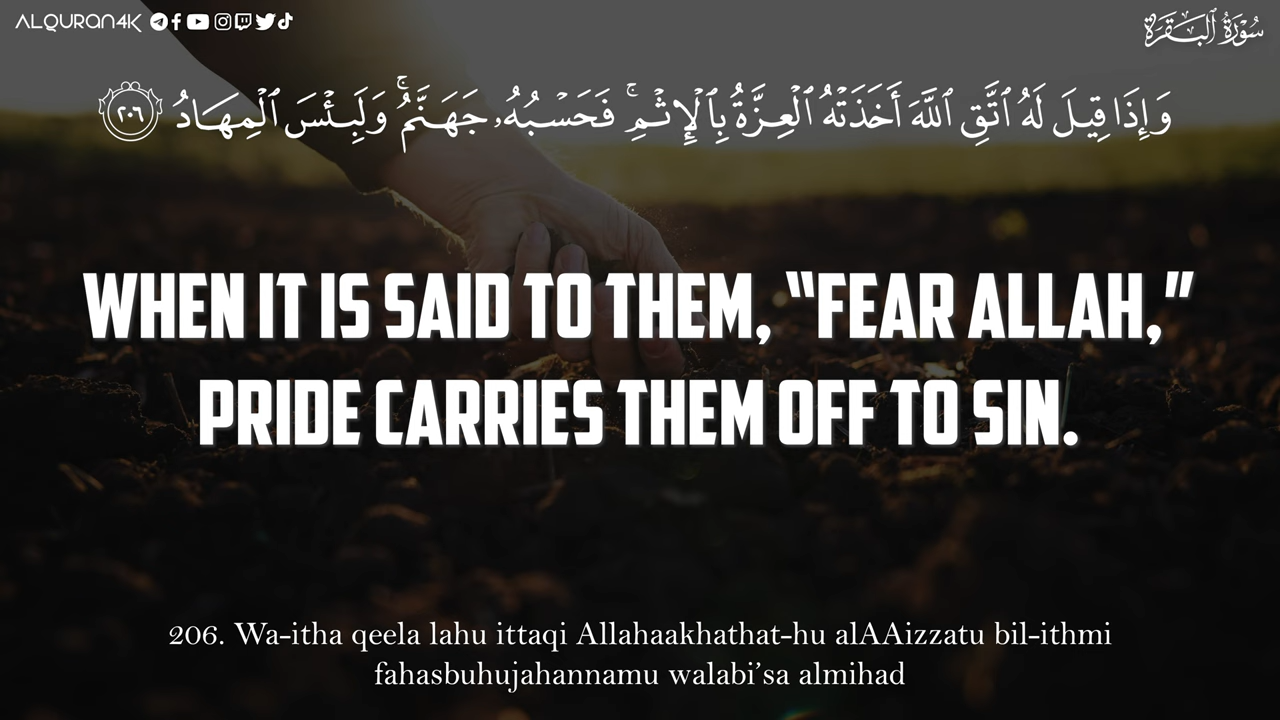 ALQURAN4K
سُوْرَةُ الْبَقَرَةِ
وَإِذَا قِيلَ لَهُ ٱتَّقِ ٱللَّهَ أَخَذَتْهُ ٱلْعِزَّةُ بِٱلْإِثْمِ ۚ فَحَسْبُهُۥ جَهَنَّمُ ۚ وَلَبِئْسَ ٱلْمِهَادُ ٢٠٦
WHEN IT IS SAID TO THEM, “FEAR ALLAH,”
PRIDE CARRIES THEM OFF TO SIN.
206. Wa-itha qeela lahu ittaqi Allahaakhathat-hu alAAizzatu bil-ithmi
fahasbuhujahannamu walabi’sa almihad